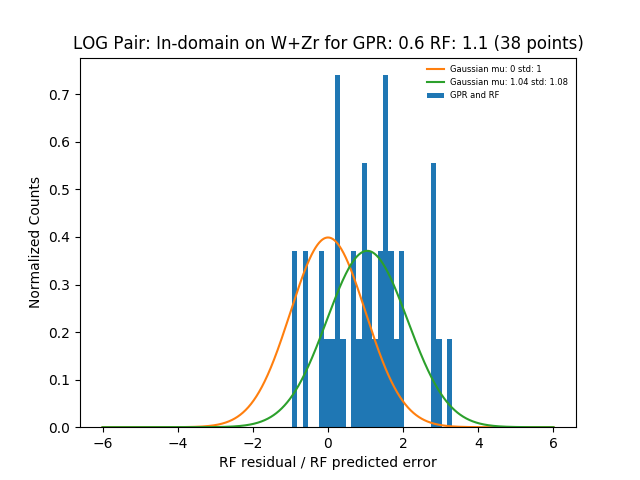 LOG Pair: In-domain on W+Zr for GPR: 0.6 RF: 1.1 (38 points)
Gaussian mu: 0 std: 1
Gaussian mu: 1.04 std: 1.08
GPR and RF
Normalized Counts
0.7
0.6
0.5
0.4
0.3
0.2
0.1
0.0
−6 −4 −2 0 2 4 6
RF residual / RF predicted error